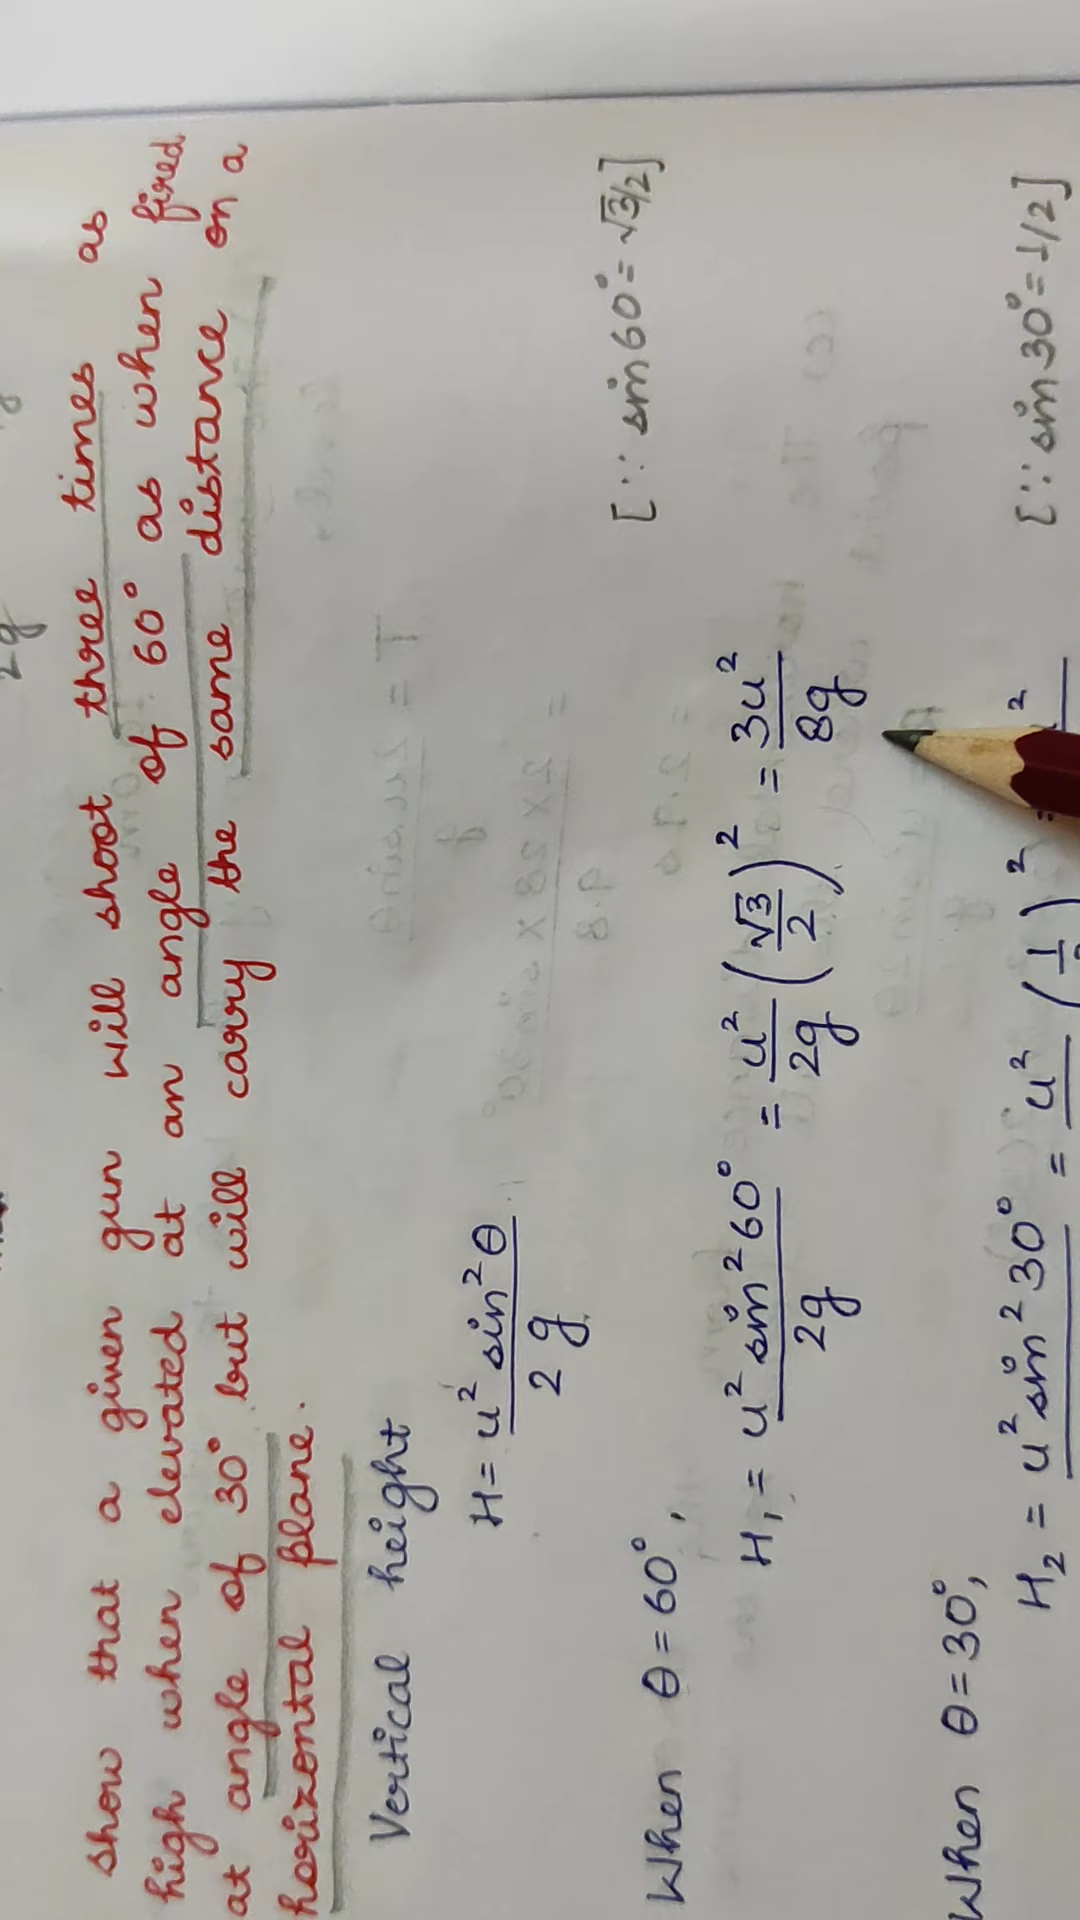 2g
show that a given gun will shoot three times as
high when elevated at an angle of 60° as when fired
at angle of 30° but will carry the same distance on a
horizontal plane.
Vertical height
H = u² sin²θ / 2g
When θ = 60°,
H₁ = u² sin² 60° / 2g = u² / 2g (√3 / 2)² = 3u² / 8g [∵ sin 60° = √3/2]
When θ = 30°,
H₂ = u² sin² 30° = u² (1 )² = ² [∵ sin 30° = 1/2]